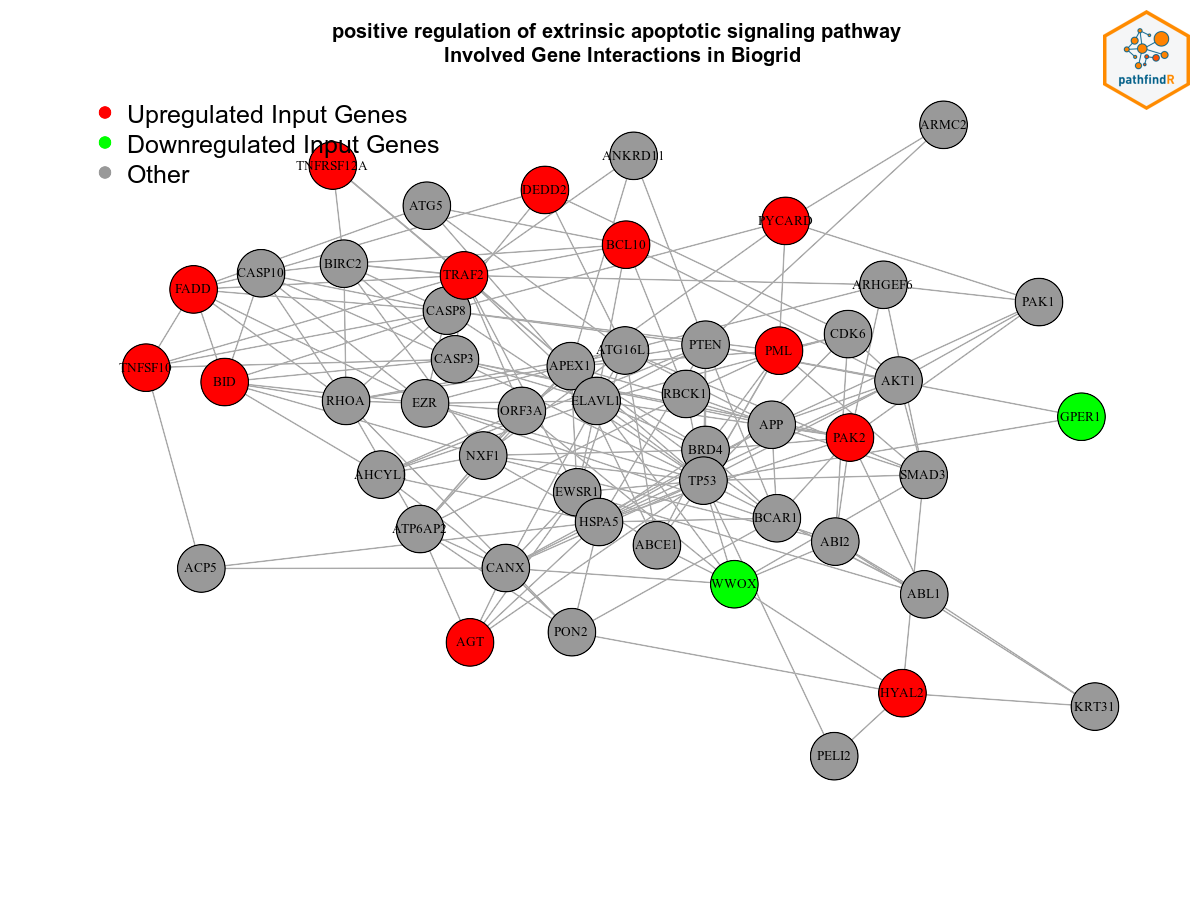 positive regulation of extrinsic apoptotic signaling pathway
Involved Gene Interactions in Biogrid
pathfindR
Upregulated Input Genes
Downregulated Input Genes
Other
ARMC2
ANKRD11
TNFRSF12A
DEDD2
ATG5
PYCARD
BCL10
BIRC2
CASP10
TRAF2
ARHGEF6
FADD
PAK1
CASP8
CDK6
PTEN
ATG16L
PML
CASP3
APEX1
TNFSF10
BID
AKT1
RBCK1
RHOA
EZR
ELAVL1
ORF3A
GPER1
APP
PAK2
BRD4
NXF1
AHCYL
SMAD3
TP53
EWSR1
BCAR1
HSPA5
ATP6AP2
ABI2
ABCE1
ACP5
CANX
WWOX
ABL1
PON2
AGT
HYAL2
KRT31
PELI2